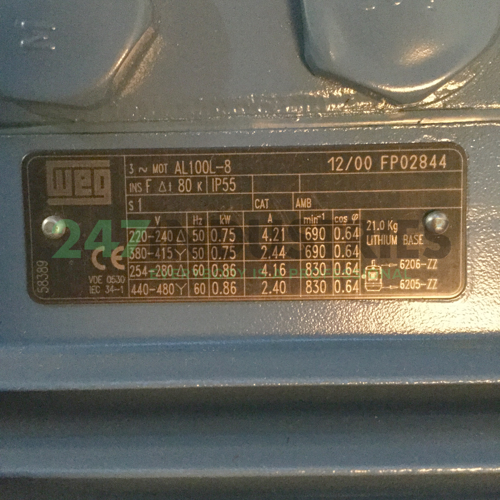 WEG
3 ~ MOT AL100L-8 12/00 FP02844
INS F Δt 80 K IP55
S1 CAT AMB
V Hz kW A min⁻¹ cos φ 21.0 Kg
220-240 Δ 50 0.75 4.21 690 0.64 LITHIUM BASE
380-415 Y 50 0.75 2.44 690 0.64
254-280 60 0.86 4.16 830 0.64 6206-ZZ
440-480 Y 60 0.86 2.40 830 0.64 6205-ZZ
CE
VDE 0530
IEC 34-1
58389
247